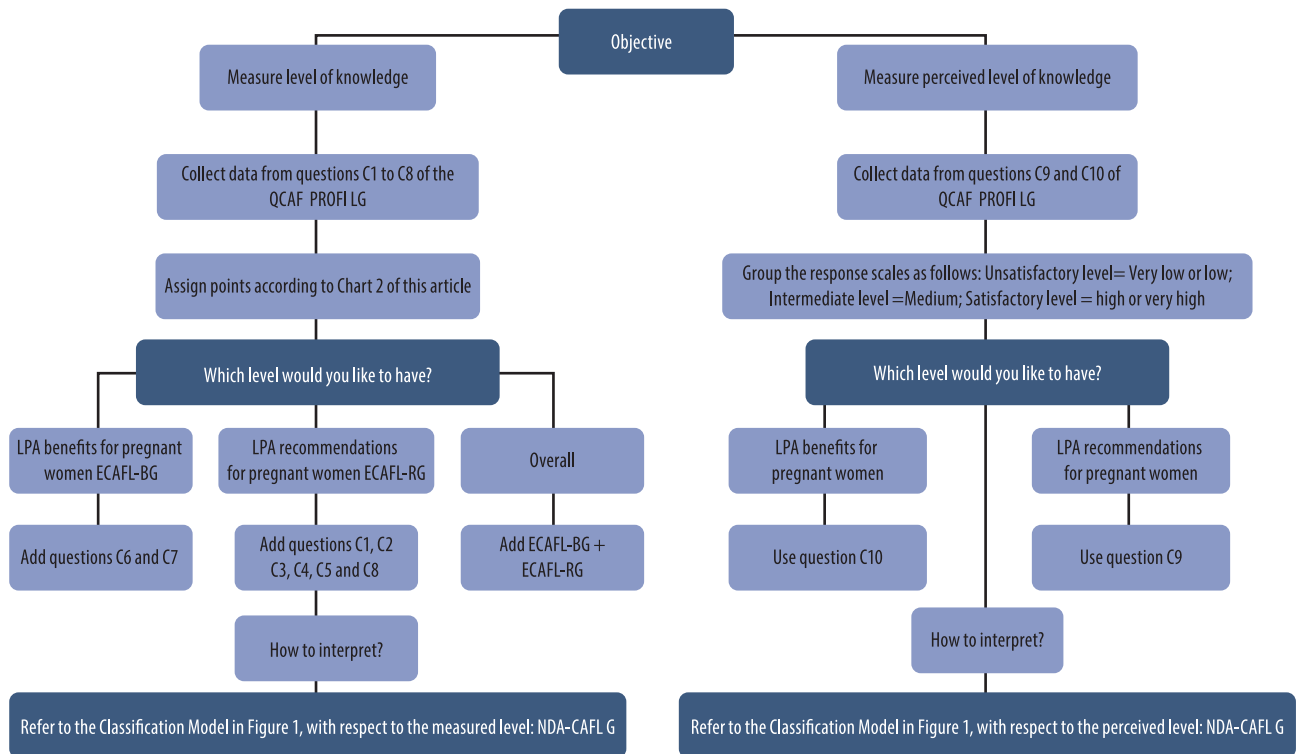 Objective
Measure level of knowledge
Collect data from questions C1 to C8 of the
QCAF PROFI LG
Assign points according to Chart 2 of this article
Which level would you like to have?
LPA benefits for pregnant
women ECAFL-BG
Add questions C6 and C7
LPA recommendations
for pregnant women ECAFL-RG
Add questions C1, C2
C3, C4, C5 and C8
Overall
Add ECAFL-BG +
ECAFL-RG
How to interpret?
Refer to the Classification Model in Figure 1, with respect to the measured level: NDA-CAFL G
Measure perceived level of knowledge
Collect data from questions C9 and C10 of
QCAF PROFI LG
Group the response scales as follows: Unsatisfactory level= Very low or low;
Intermediate level =Medium; Satisfactory level = high or very high
Which level would you like to have?
LPA benefits for
pregnant women
Use question C10
LPA recommendations
for pregnant women
Use question C9
How to interpret?
Refer to the Classification Model in Figure 1, with respect to the perceived level: NDA-CAFL G